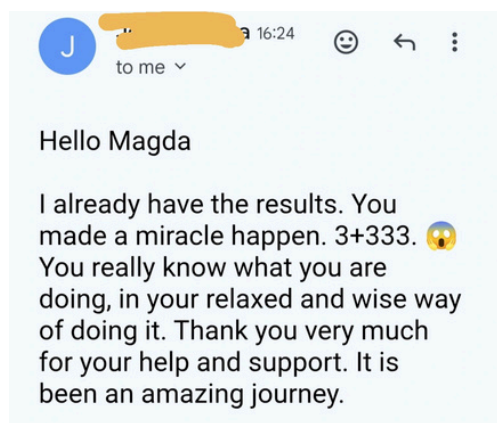 J
16:24
to me
Hello Magda
I already have the results. You
made a miracle happen. 3+333. 😱
You really know what you are
doing, in your relaxed and wise way
of doing it. Thank you very much
for your help and support. It is
been an amazing journey.